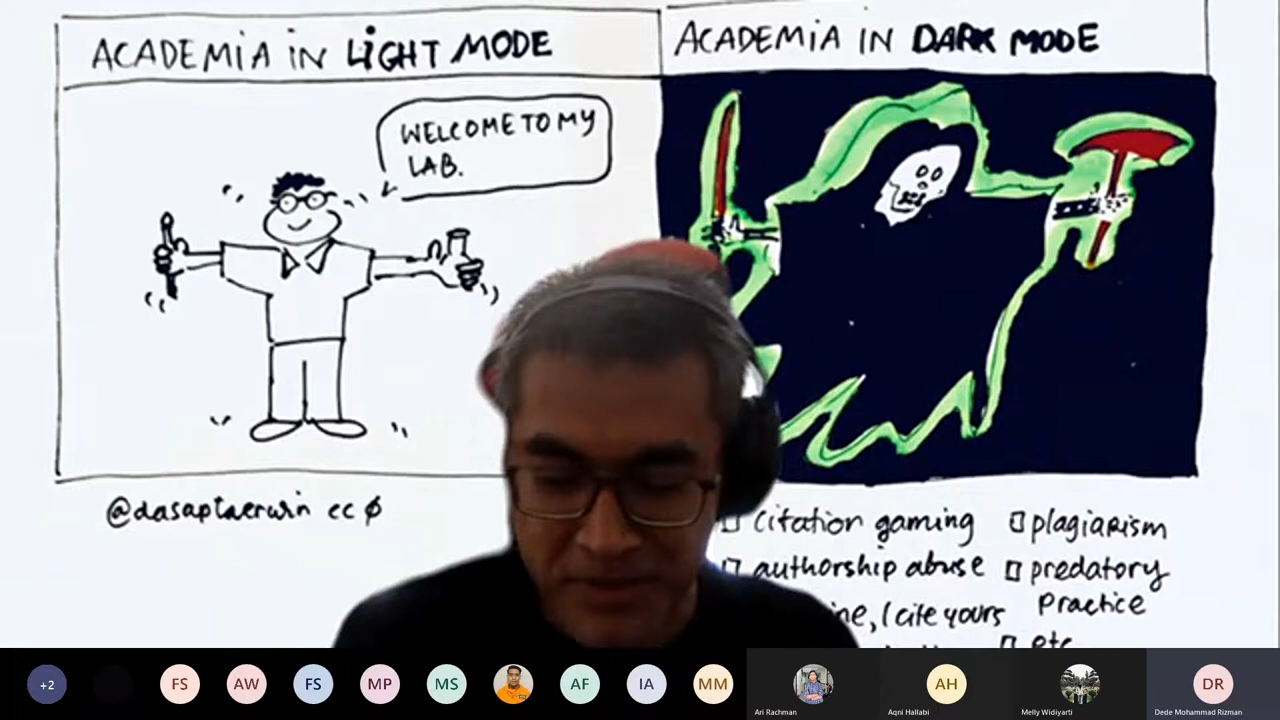 ACADEMIA iN LiGHT MODE
ACADEMIA IN DARK MODE
WELCOME TO MY
LAB.
@dasaptaerwin cc ø
citation gaming
plagiarism
authorship abuse
predatory
Practice
, I cite yours
etc
+2
FS
AW
FS
MP
MS
AF
IA
MM
Ari Rachman
AH
Aqni Hallabi
Melly Widiyarti
DR
Dede Mohammad Rizman